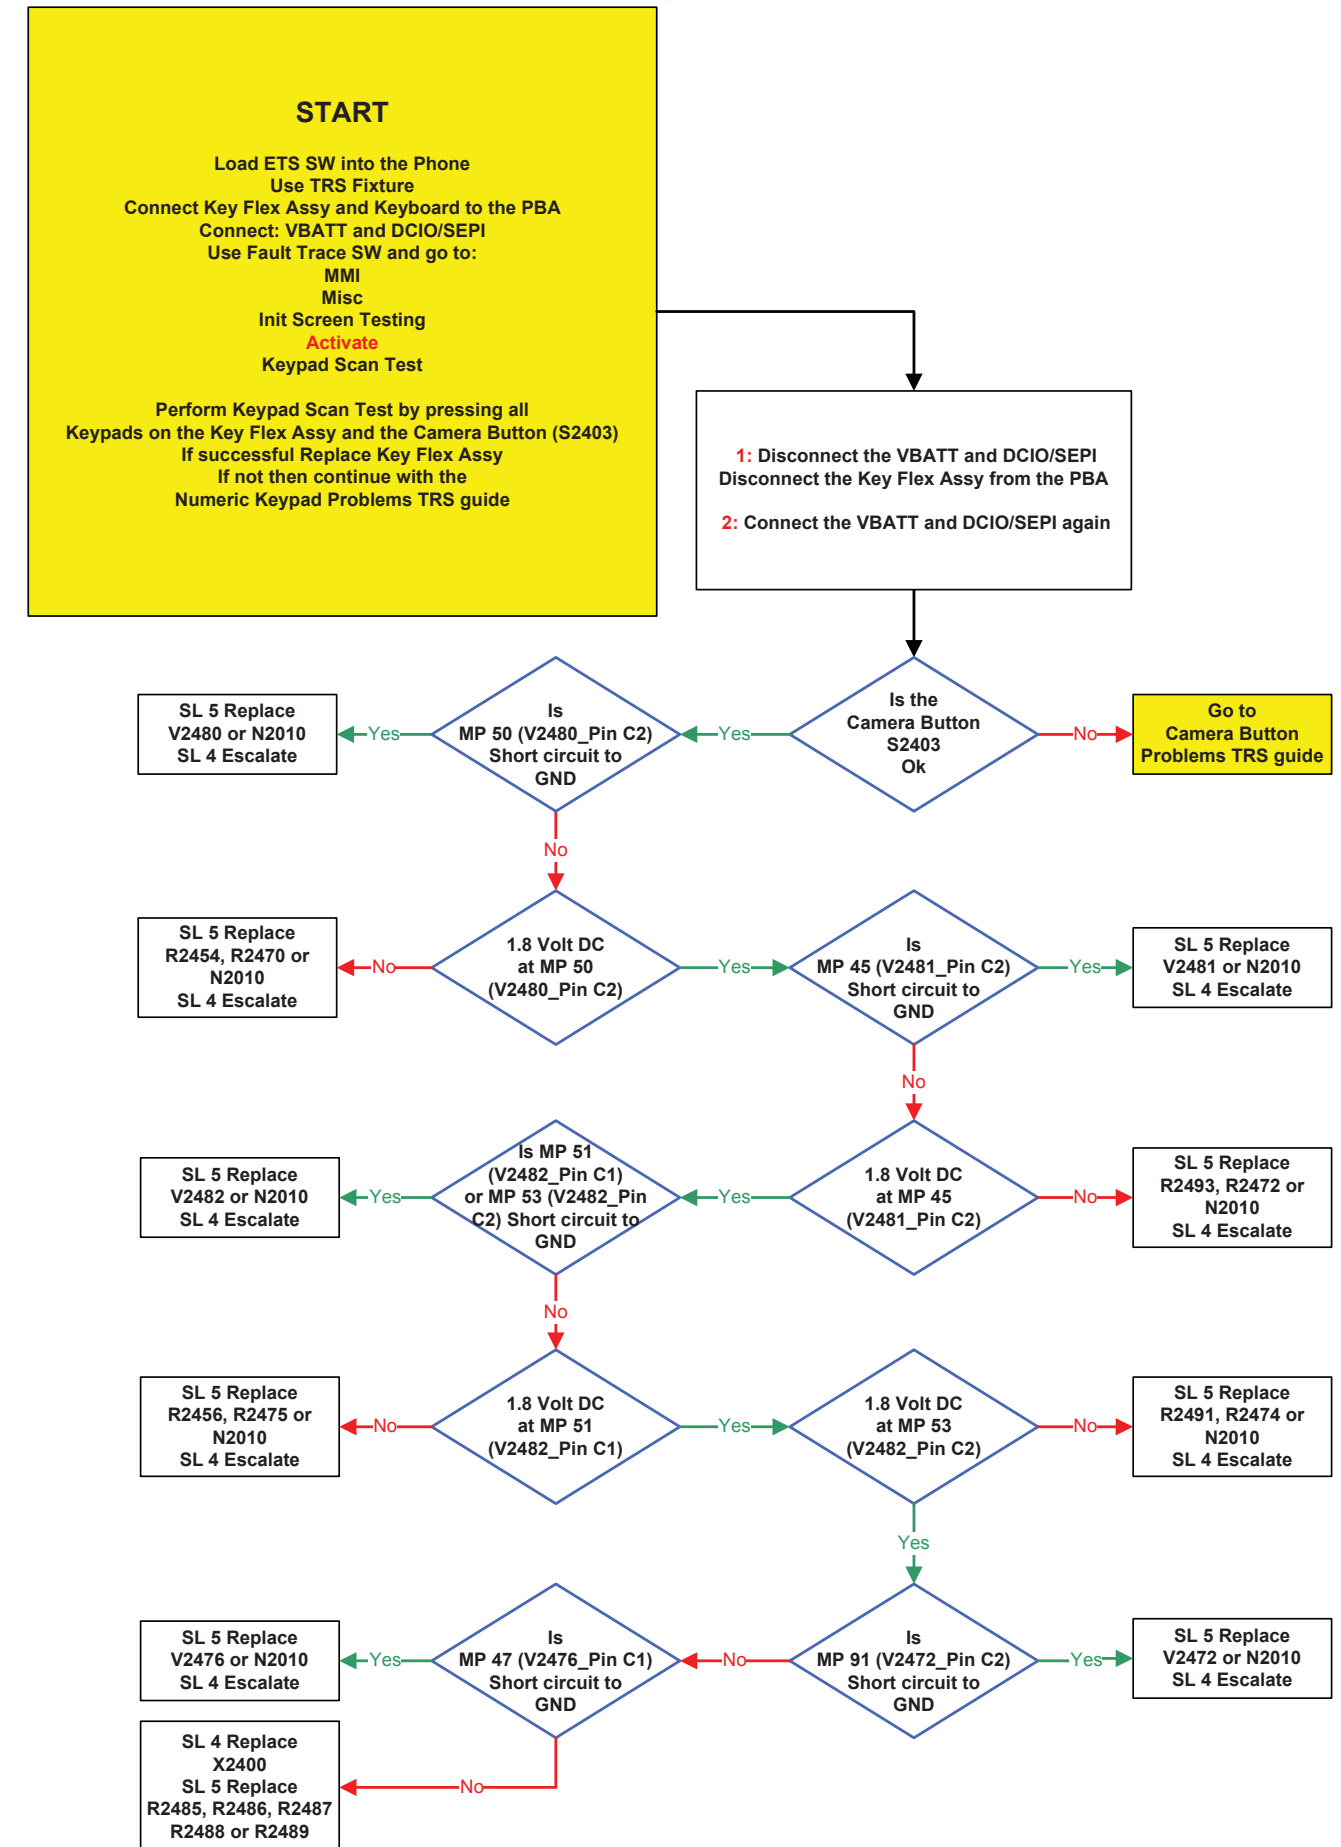 START
Load ETS SW into the Phone
Use TRS Fixture
Connect Key Flex Assy and Keyboard to the PBA
Connect: VBATT and DCIO/SEPI
Use Fault Trace SW and go to:
MMI
Misc
Init Screen Testing
Activate
Keypad Scan Test
Perform Keypad Scan Test by pressing all
Keypads on the Key Flex Assy and the Camera Button (S2403)
If successful Replace Key Flex Assy
If not then continue with the
Numeric Keypad Problems TRS guide
1: Disconnect the VBATT and DCIO/SEPI
Disconnect the Key Flex Assy from the PBA
2: Connect the VBATT and DCIO/SEPI again
SL 5 Replace
V2480 or N2010
SL 4 Escalate
Yes
Is
MP 50 (V2480_Pin C2)
Short circuit to
GND
Yes
Is the
Camera Button
S2403
Ok
No
Go to
Camera Button
Problems TRS guide
No
SL 5 Replace
R2454, R2470 or
N2010
SL 4 Escalate
No
1.8 Volt DC
at MP 50
(V2480_Pin C2)
Yes
Is
MP 45 (V2481_Pin C2)
Short circuit to
GND
Yes
SL 5 Replace
V2481 or N2010
SL 4 Escalate
No
SL 5 Replace
V2482 or N2010
SL 4 Escalate
Yes
Is MP 51
(V2482_Pin C1)
or MP 53 (V2482_Pin
C2) Short circuit to
GND
Yes
1.8 Volt DC
at MP 45
(V2481_Pin C2)
No
SL 5 Replace
R2493, R2472 or
N2010
SL 4 Escalate
No
SL 5 Replace
R2456, R2475 or
N2010
SL 4 Escalate
No
1.8 Volt DC
at MP 51
(V2482_Pin C1)
Yes
1.8 Volt DC
at MP 53
(V2482_Pin C2)
No
SL 5 Replace
R2491, R2474 or
N2010
SL 4 Escalate
Yes
SL 5 Replace
V2476 or N2010
SL 4 Escalate
Yes
Is
MP 47 (V2476_Pin C1)
Short circuit to
GND
No
Is
MP 91 (V2472_Pin C2)
Short circuit to
GND
Yes
SL 5 Replace
V2472 or N2010
SL 4 Escalate
SL 4 Replace
X2400
SL 5 Replace
R2485, R2486, R2487
R2488 or R2489
No